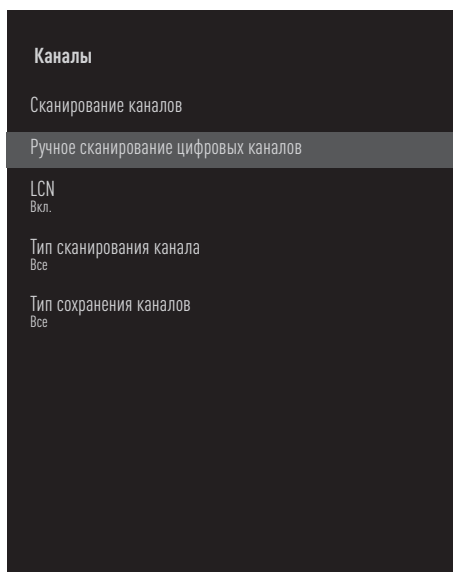 Каналы
Сканирование каналов
Ручное сканирование цифровых каналов
LCN
Вкл.
Тип сканирования канала
Все
Тип сохранения каналов
Все